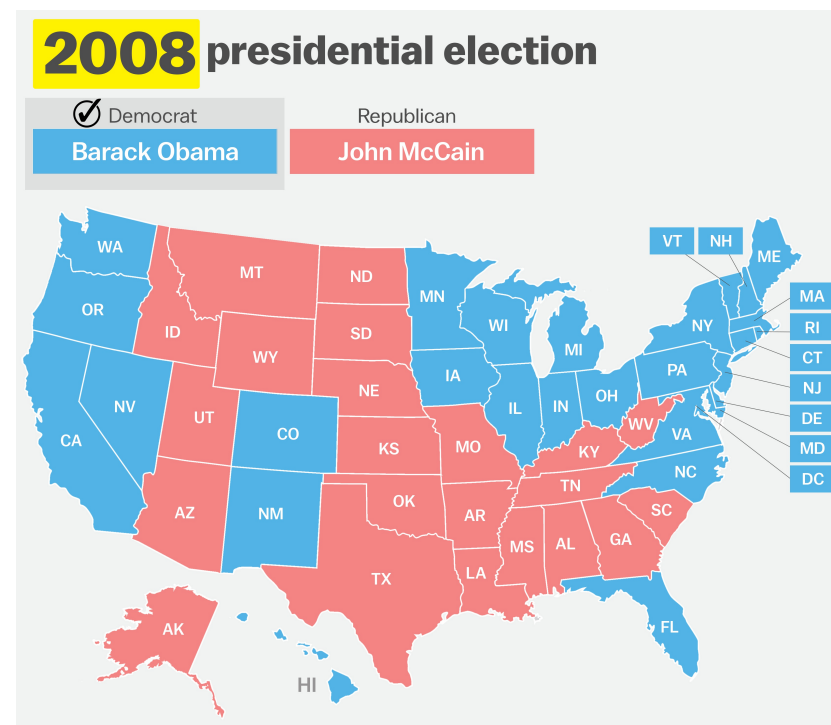 2008 presidential election
Democrat Republican
Barack Obama John McCain
WA
VT NH
ME
MT
ND
MN
MA
OR
WI
NY
RI
ID
SD
MI
CT
WY
PA
IA
NJ
NE
OH
NV
IL
IN
DE
UT
WV
CO
VA
CA
KS
MO
KY
MD
NC
DC
TN
OK
SC
AZ
NM
AR
GA
MS
AL
LA
TX
AK
FL
HI